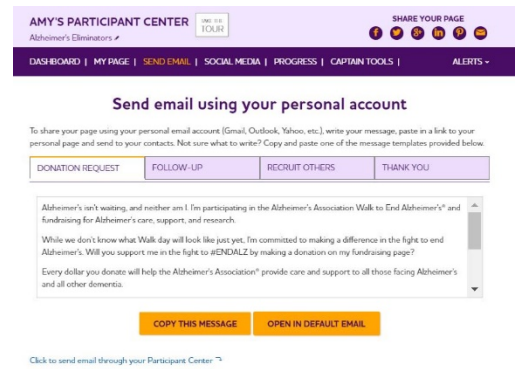 AMY'S PARTICIPANT CENTER
TOUR
SHARE YOUR PAGE
Alzheimer's Eliminators
DASHBOARD | MY PAGE | SEND EMAIL | SOCIAL MEDIA | PROGRESS | CAPTAIN TOOLS | ALERTS
Send email using your personal account
To share your page using your personal email account (Gmail, Outlook, Yahoo, etc.), write your message, paste in a link to your
personal page and send to your contacts. Not sure what to write? Copy and paste one of the message templates provided below.
DONATION REQUEST FOLLOW-UP RECRUIT OTHERS THANK YOU
Alzheimer's isn't waiting, and neither am I. I'm participating in the Alzheimer's Association Walk to End Alzheimer's® and
fundraising for Alzheimer's care, support, and research.
While we don't know what Walk day will look like just yet, I'm committed to making a difference in the fight to end
Alzheimer's. Will you support me in the fight to #ENDALZ by making a donation on my fundraising page?
Every dollar you donate will help the Alzheimer's Association® provide care and support to all those facing Alzheimer's
and all other dementia.
COPY THIS MESSAGE OPEN IN DEFAULT EMAIL
Click to send email through your Participant Center